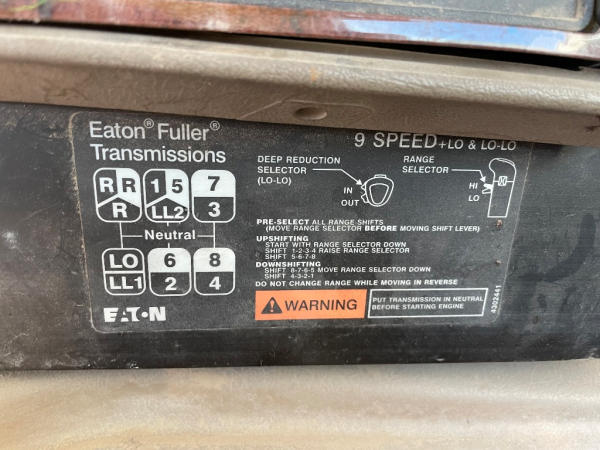 Eaton® Fuller®
Transmissions
9 SPEED +LO & LO-LO
DEEP REDUCTION
SELECTOR
(LO-LO)
IN
OUT
RANGE
SELECTOR
HI
LO
R R 1 5 7
R LL2 3
Neutral
LO 6 8
LL1 2 4
PRE-SELECT ALL RANGE SHIFTS
(MOVE RANGE SELECTOR BEFORE MOVING SHIFT LEVER)
UPSHIFTING
START WITH RANGE SELECTOR DOWN
SHIFT 1-2-3-4 RAISE RANGE SELECTOR
SHIFT 5-6-7-8
DOWNSHIFTING
SHIFT 8-7-6-5 MOVE RANGE SELECTOR DOWN
SHIFT 4-3-2-1
DO NOT CHANGE RANGE WHILE MOVING IN REVERSE
WARNING
PUT TRANSMISSION IN NEUTRAL
BEFORE STARTING ENGINE
EATON
4302441